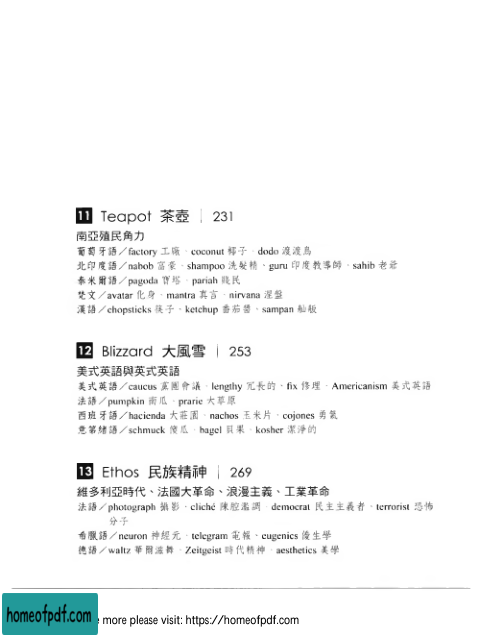 11 Teapot 茶壺 | 231
南亞殖民角力
葡萄牙語／factory 工廠、coconut 椰子、dodo 渡渡鳥
北印度語／nabob 富豪、shampoo 洗髮精、guru 印度教導師、sahib 老爺
泰米爾語／pagoda 寶塔、pariah 賤民
梵文／avatar 化身、mantra 真言、nirvana 涅盤
漢語／chopsticks 筷子、ketchup 番茄醬、sampan 舢舨
12 Blizzard 大風雪 | 253
美式英語與英式英語
美式英語／caucus 黨團會議、lengthy 冗長的、fix 修理、Americanism 美式英語
法語／pumpkin 南瓜、prarie 大草原
西班牙語／hacienda 大莊園、nachos 玉米片、cojones 勇氣
意第緒語／schmuck 傻瓜、bagel 貝果、kosher 潔淨的
13 Ethos 民族精神 | 269
維多利亞時代、法國大革命、浪漫主義、工業革命
法語／photograph 攝影、cliché 陳腔濫調、democrat 民主主義者、terrorist 恐怖
分子
希臘語／neuron 神經元、telegram 電報、eugenics 優生學
德語／waltz 華爾滋舞、Zeitgeist 時代精神、aesthetics 美學
homeofpdf.com more please visit: https://homeofpdf.com